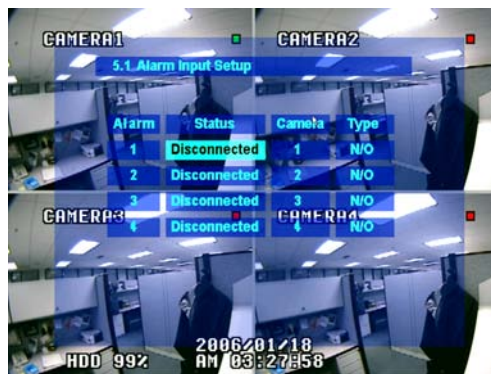 CAMERA1 CAMERA2
5.1 Alarm Input Setup
Alarm Status Camera Type
1 Disconnected 1 N/O
2 Disconnected 2 N/O
3 Disconnected 3 N/O
CAMERA3 CAMERA4
4 Disconnected 4 N/O
2006/01/18
HDD 99% AM 03:27:58